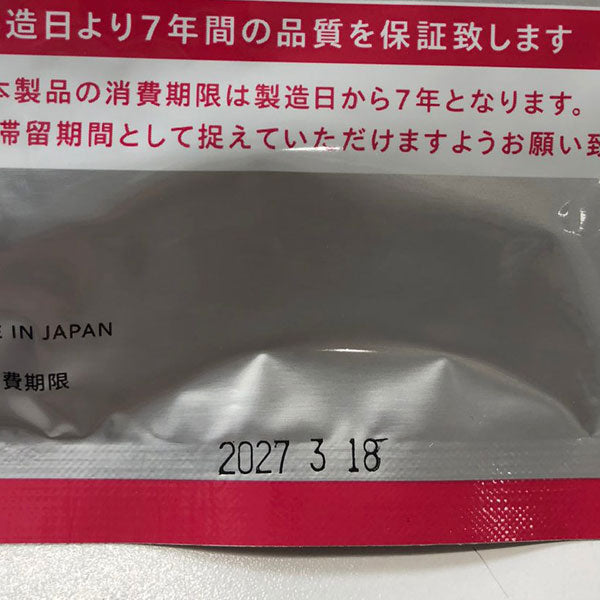 造日より7年間の品質を保証致します
本製品の消費期限は製造日から7年となります。
滞留期間として捉えていただけますようお願い致
E IN JAPAN
費期限
2027 3 18